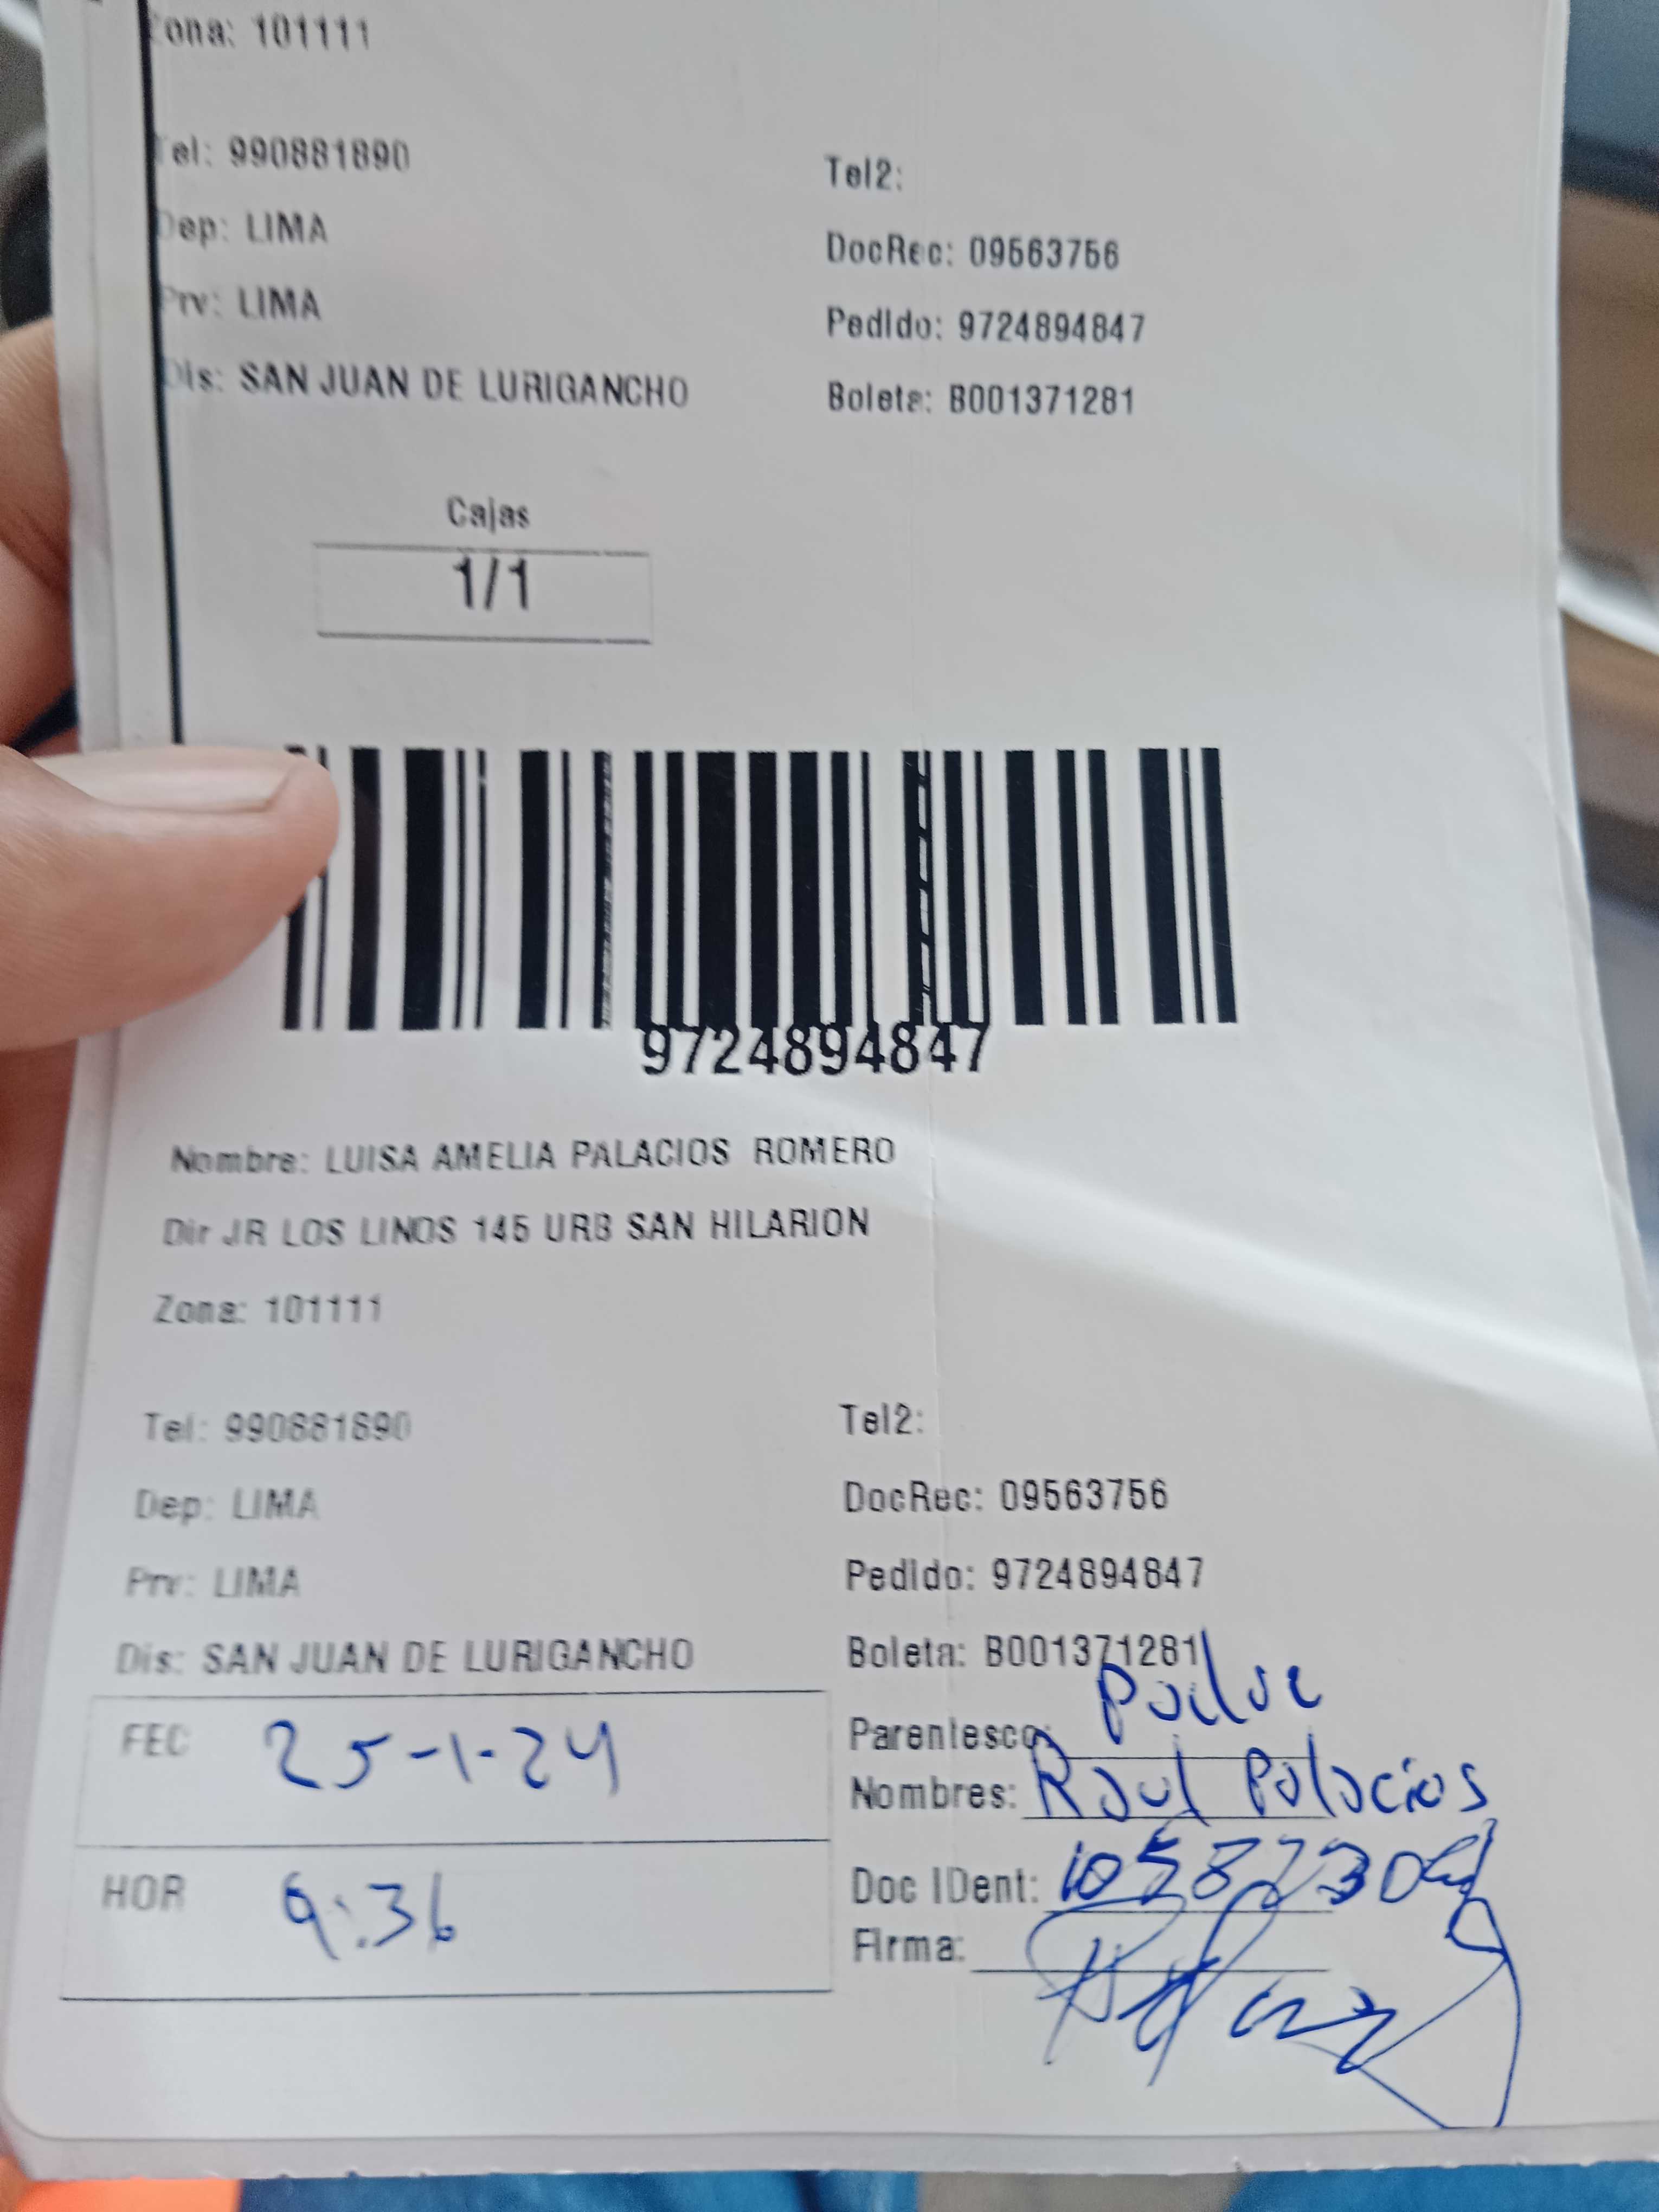 Zona: 101111
Tel: 990881890
Tel2:
Dep: LIMA
DocRec: 09563756
Prv: LIMA
Pedido: 9724894847
Dis: SAN JUAN DE LURIGANCHO
Boleta: B001371281
Cajas
1/1
9724894847
Nombre: LUISA AMELIA PALACIOS ROMERO
Dir JR LOS LINOS 145 URB SAN HILARION
Zona: 101111
Tel: 990881890
Tel2:
Dep: LIMA
DocRec: 09563756
Prv: LIMA
Pedido: 9724894847
Dis: SAN JUAN DE LURIGANCHO
Boleta: B001371281
FEC 25-1-24
Parentesco: Padre
Nombres: Raul Palacios
HOR 9:36
Doc IDent:
Firma: